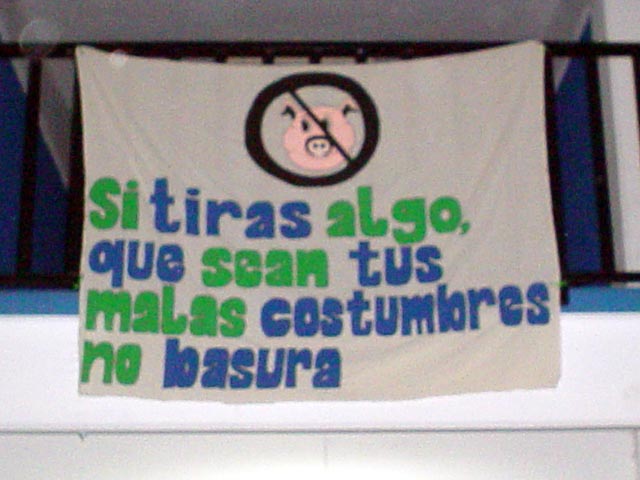 Si tiras algo,
que sean tus
malas costumbres
no basura